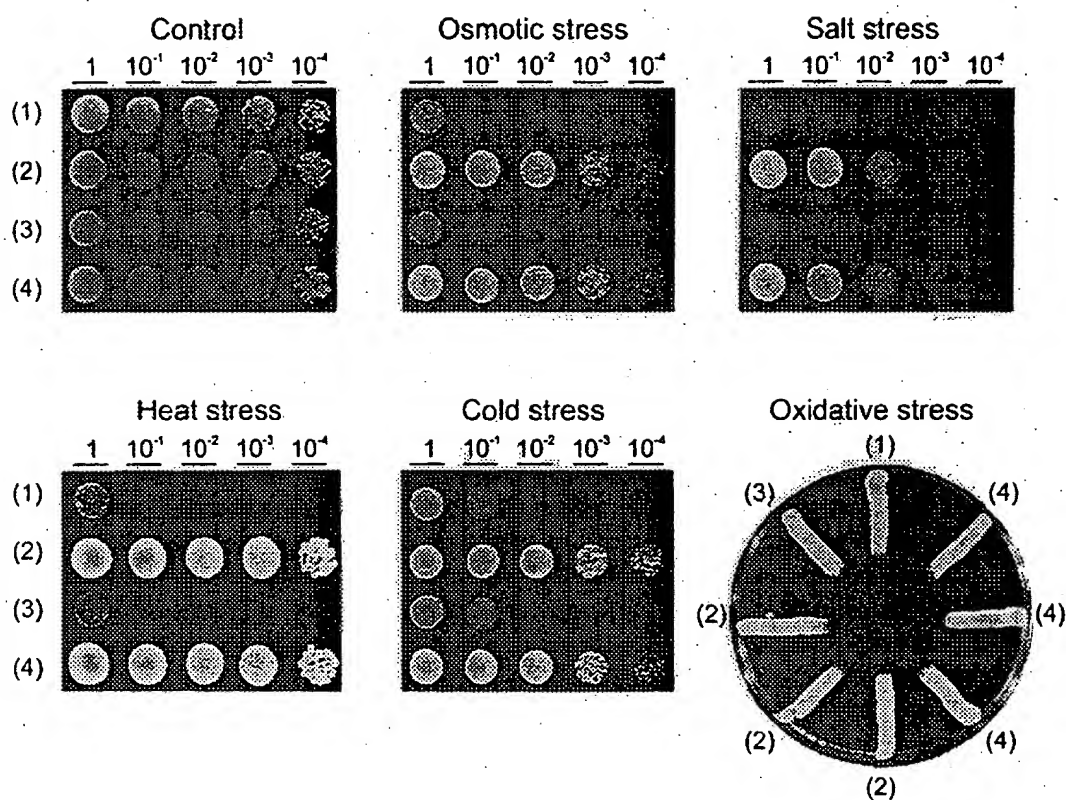 Control
1 10⁻¹ 10⁻² 10⁻³ 10⁻⁴
(1)
(2)
(3)
(4)
Osmotic stress
1 10⁻¹ 10⁻² 10⁻³ 10⁻⁴
Salt stress
1 10⁻¹ 10⁻² 10⁻³ 10⁻⁴
Heat stress
1 10⁻¹ 10⁻² 10⁻³ 10⁻⁴
(1)
(2)
(3)
(4)
Cold stress
1 10⁻¹ 10⁻² 10⁻³ 10⁻⁴
Oxidative stress
(1)
(3) (4)
(2) (4)
(2) (4)
(2)